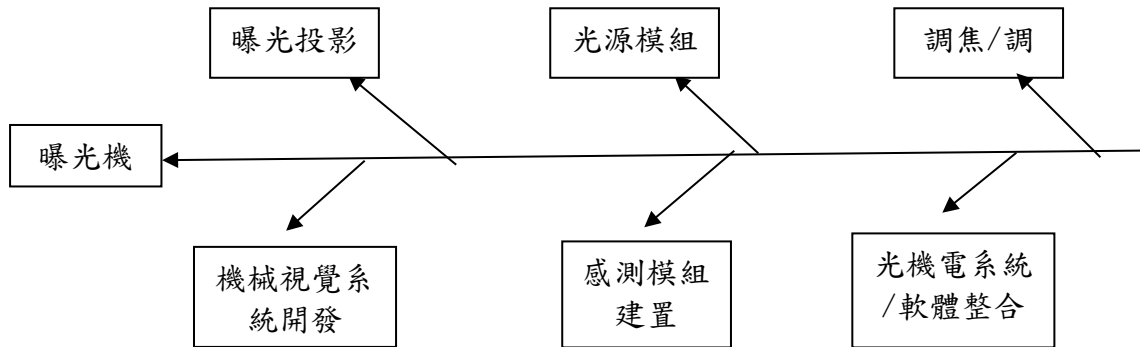 曝光投影
光源模組
調焦/調
曝光機
機械視覺系
統開發
感測模組
建置
光機電系統
/軟體整合